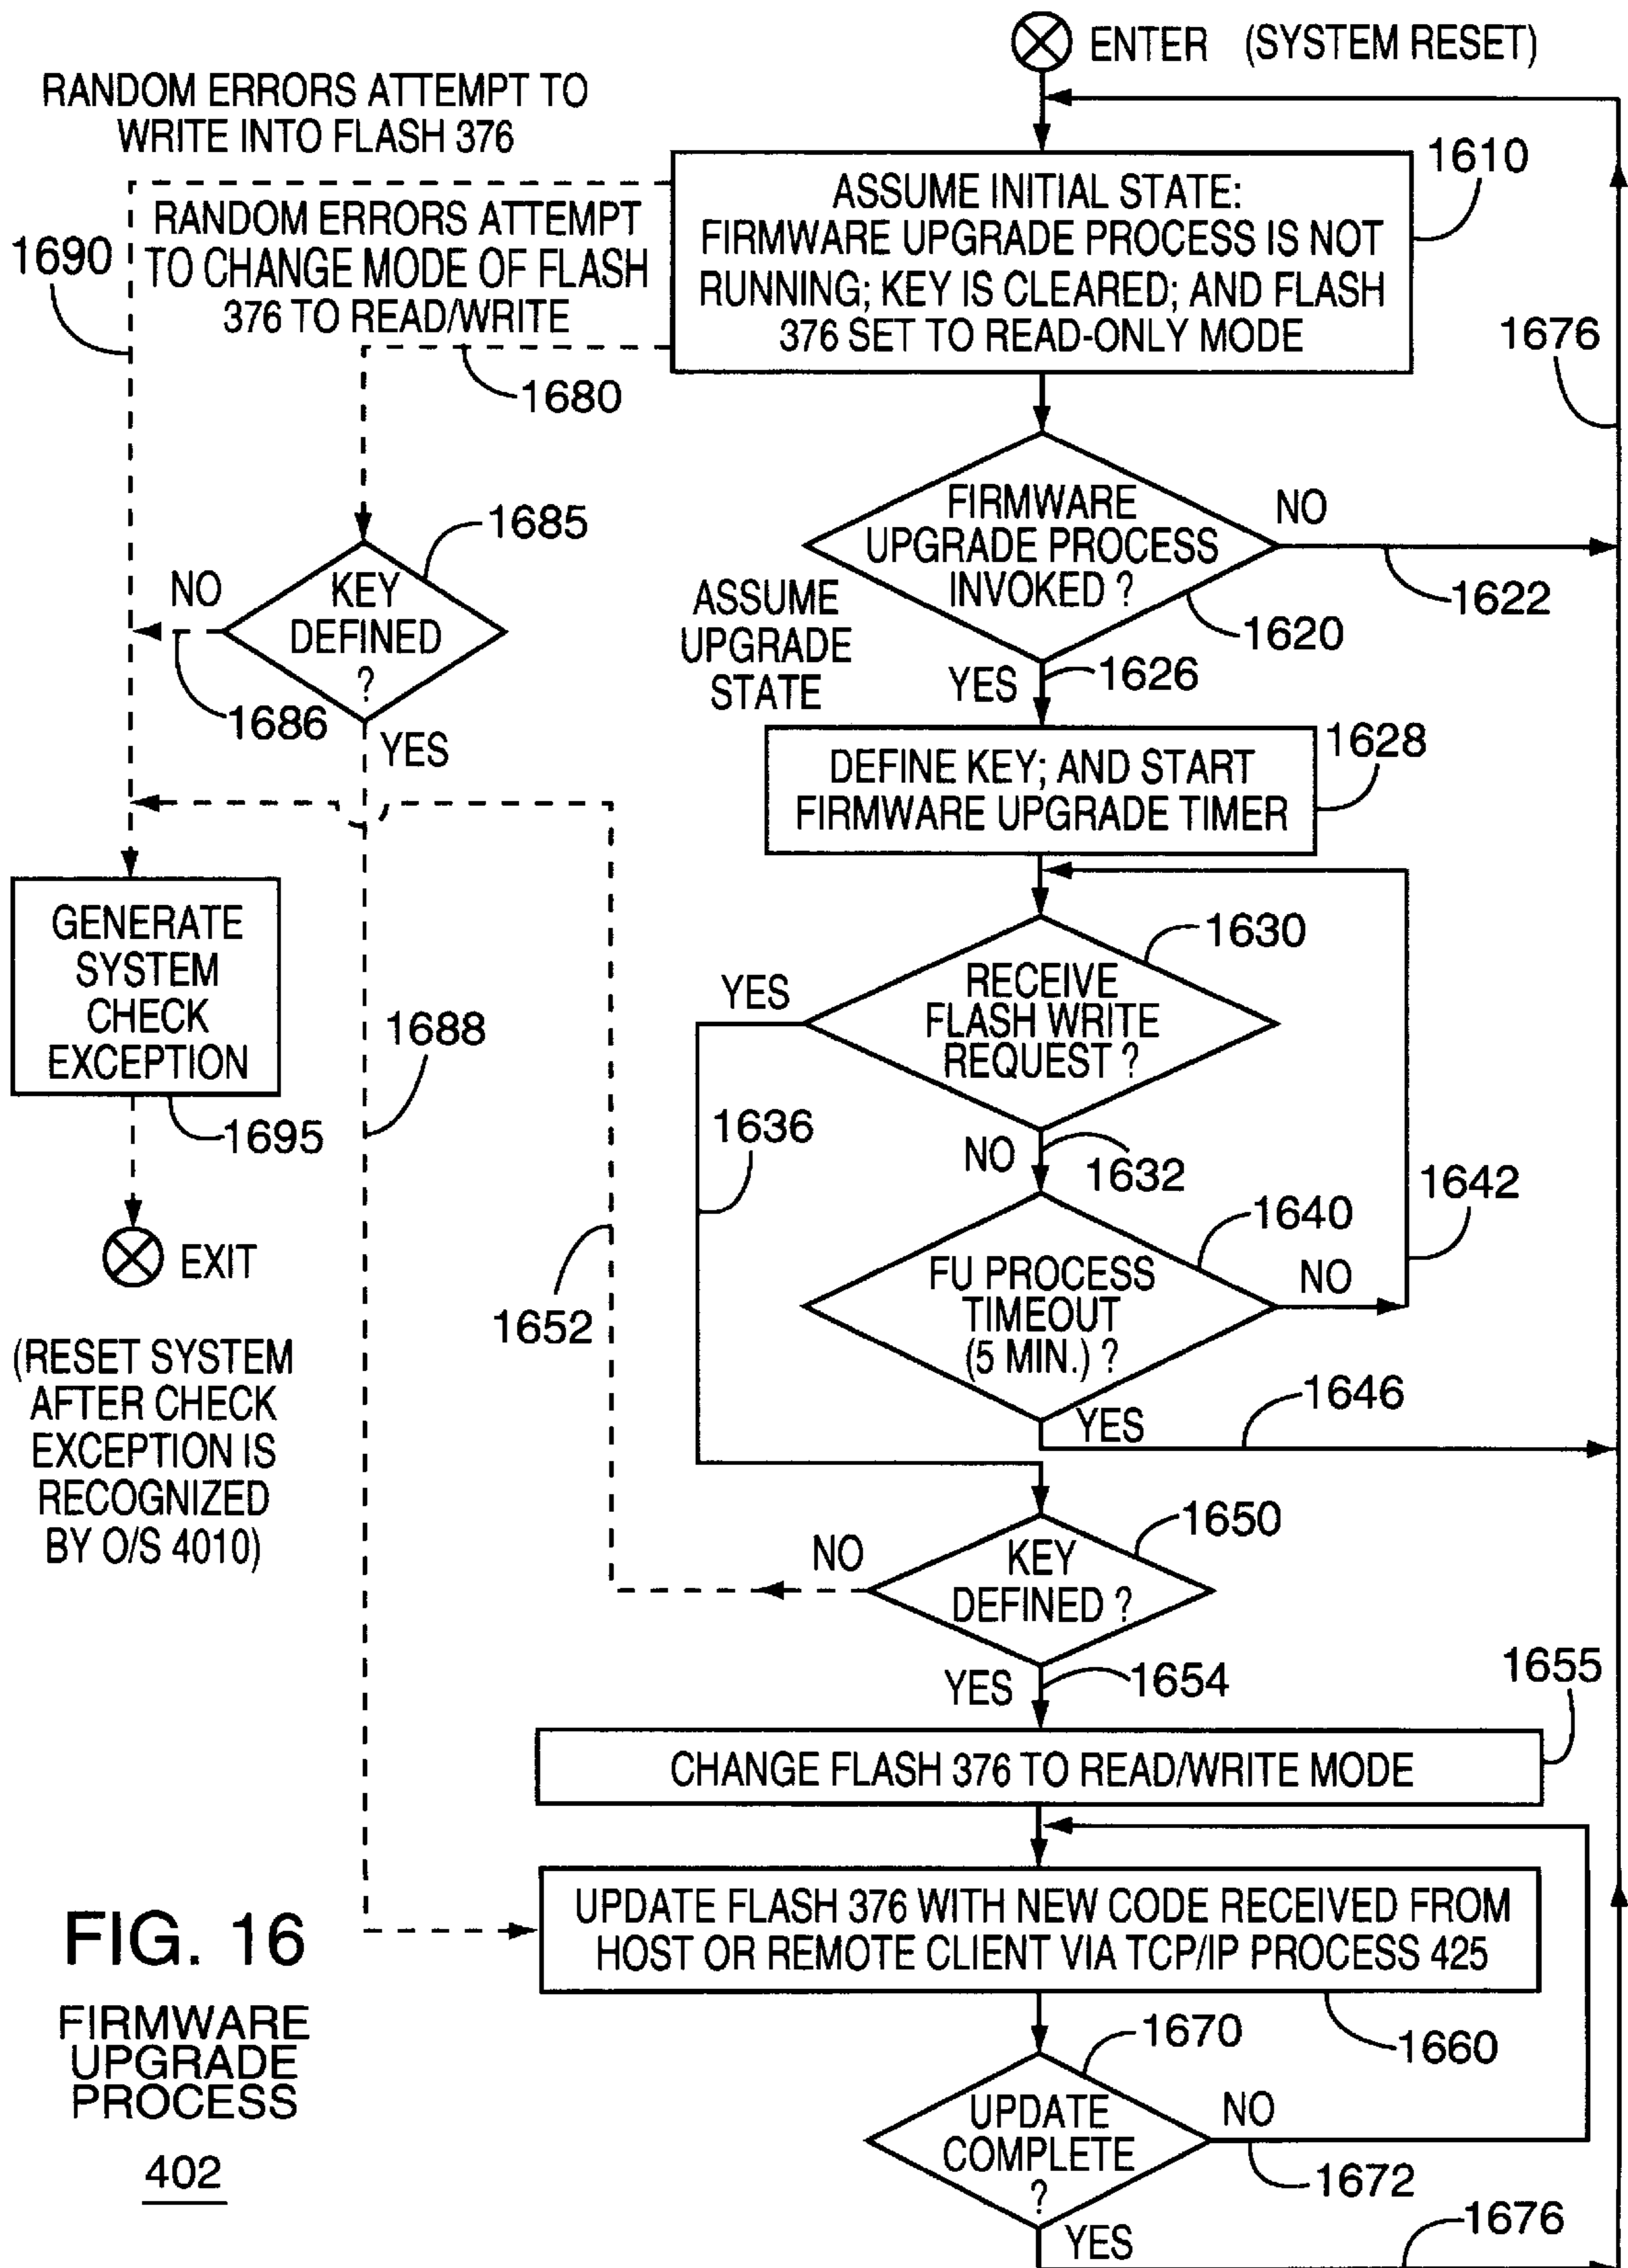 ENTER (SYSTEM RESET)
RANDOM ERRORS ATTEMPT TO
WRITE INTO FLASH 376
1610
ASSUME INITIAL STATE:
FIRMWARE UPGRADE PROCESS IS NOT
RUNNING; KEY IS CLEARED; AND FLASH
376 SET TO READ-ONLY MODE
RANDOM ERRORS ATTEMPT
TO CHANGE MODE OF FLASH
376 TO READ/WRITE
1690
1676
1680
FIRMWARE
UPGRADE PROCESS
INVOKED ?
NO
1622
1620
1685
KEY
DEFINED
?
NO
1686
YES
ASSUME
UPGRADE
STATE
YES
1626
1628
DEFINE KEY; AND START
FIRMWARE UPGRADE TIMER
1630
RECEIVE
FLASH WRITE
REQUEST ?
YES
GENERATE
SYSTEM
CHECK
EXCEPTION
1688
1695
1636
NO
1632
1642
1640
FU PROCESS
TIMEOUT
(5 MIN.) ?
NO
EXIT
1652
(RESET SYSTEM
AFTER CHECK
EXCEPTION IS
RECOGNIZED
BY O/S 4010)
1646
YES
1650
KEY
DEFINED ?
NO
YES
1654
1655
CHANGE FLASH 376 TO READ/WRITE MODE
UPDATE FLASH 376 WITH NEW CODE RECEIVED FROM
HOST OR REMOTE CLIENT VIA TCP/IP PROCESS 425
1660
1670
UPDATE
COMPLETE
?
NO
1672
YES
1676
FIG. 16
FIRMWARE
UPGRADE
PROCESS
402